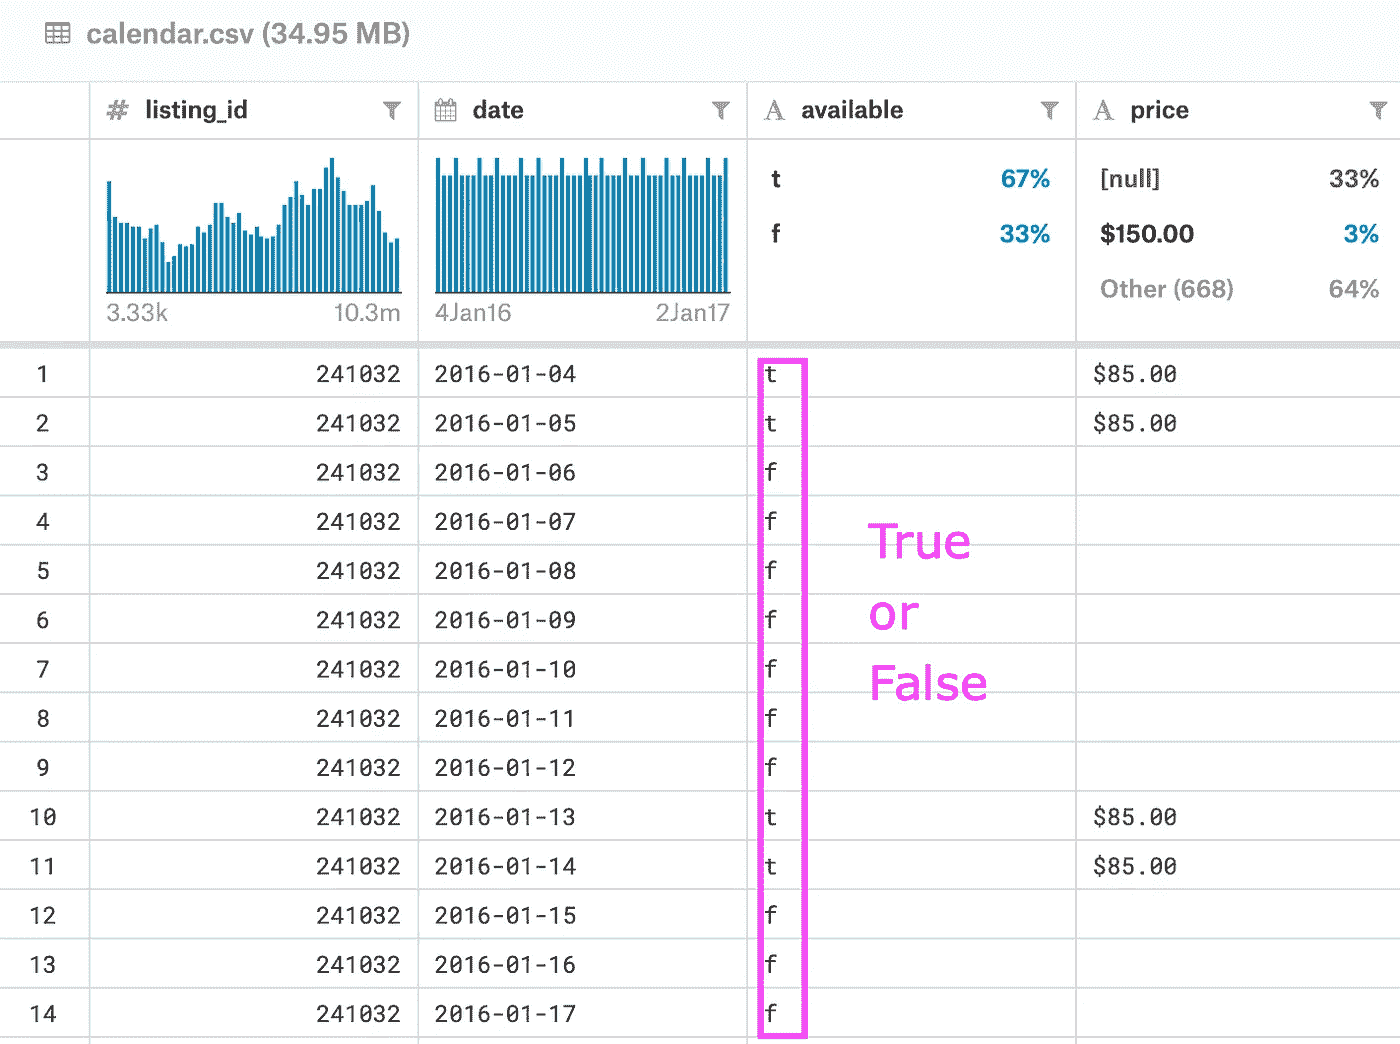 calendar.csv (34.95 MB)
# listing_id date A available A price
t 67% [null] 33%
f 33% $150.00 3%
Other (668) 64%
3.33k 10.3m 4Jan16 2Jan17
1 241032 2016-01-04 t $85.00
2 241032 2016-01-05 t $85.00
3 241032 2016-01-06 f
4 241032 2016-01-07 f
True
5 241032 2016-01-08 f
or
6 241032 2016-01-09 f
7 241032 2016-01-10 f
False
8 241032 2016-01-11 f
9 241032 2016-01-12 f
10 241032 2016-01-13 t $85.00
11 241032 2016-01-14 t $85.00
12 241032 2016-01-15 f
13 241032 2016-01-16 f
14 241032 2016-01-17 f